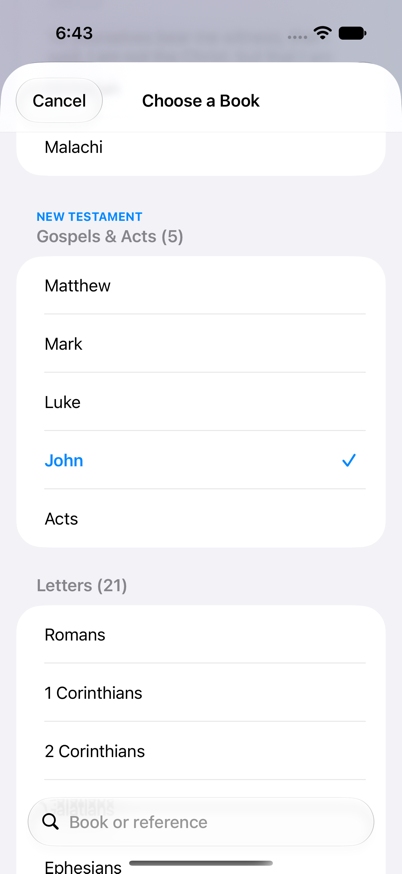 6:43
Cancel
Choose a Book
Malachi
NEW TESTAMENT
Gospels & Acts (5)
Matthew
Mark
Luke
John
Acts
Letters (21)
Romans
1 Corinthians
2 Corinthians
Book or reference
Ephesians